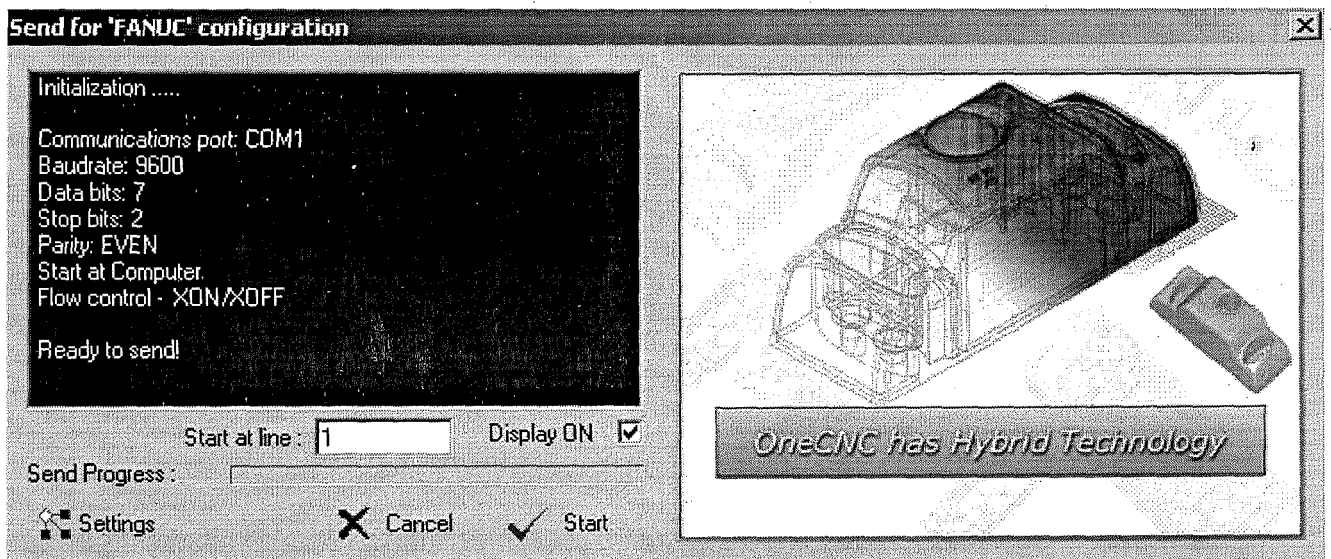 Send for 'FANUC' configuration
Initialization .....
Communications port: COM1
Baudrate: 9600
Data bits: 7
Stop bits: 2
Parity: EVEN
Start at Computer.
Flow control - XON/XOFF
Ready to send!
Start at line : 1
Display ON
Send Progress :
Settings
Cancel
Start
OneCNC has Hybrid Technology